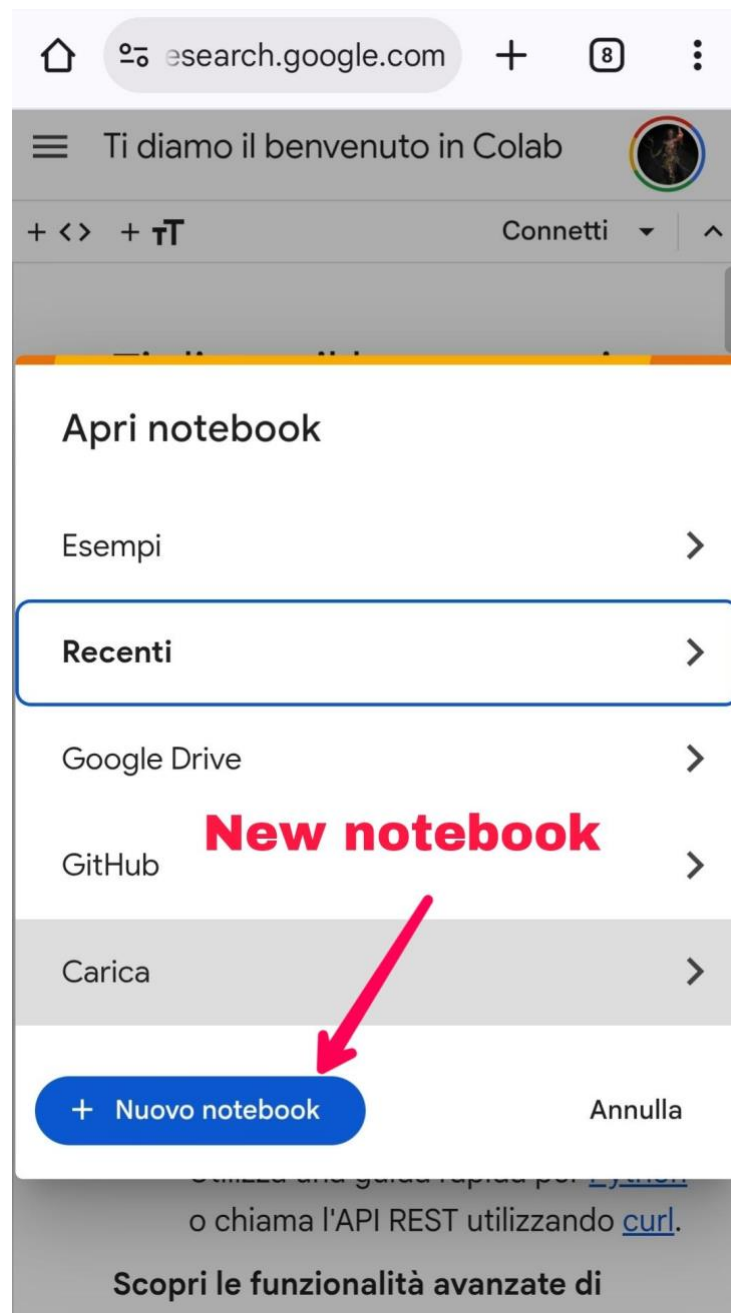 esearch.google.com
8
Ti diamo il benvenuto in Colab
+ <> + TT
Connetti
Apri notebook
Esempi
Recenti
Google Drive
New notebook
GitHub
Carica
+ Nuovo notebook
Annulla
o chiama l'API REST utilizzando curl.
Scopri le funzionalità avanzate di